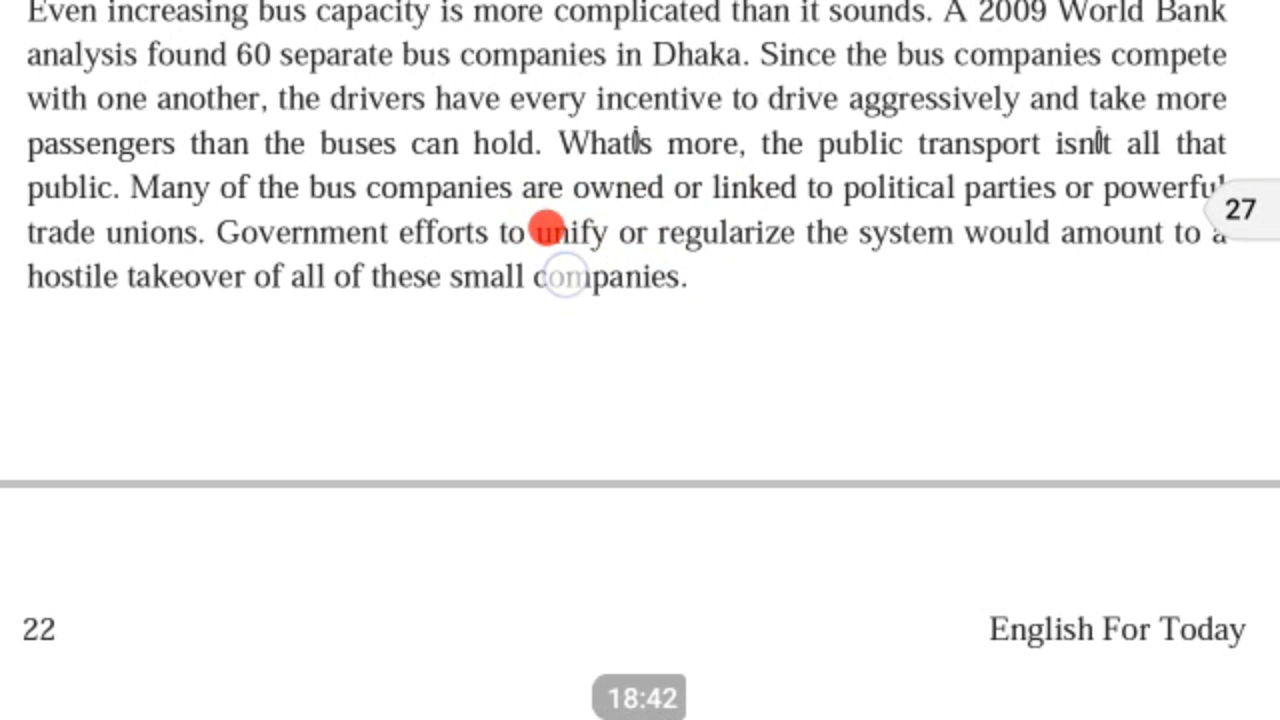 Even increasing bus capacity is more complicated than it sounds. A 2009 World Bank
analysis found 60 separate bus companies in Dhaka. Since the bus companies compete
with one another, the drivers have every incentive to drive aggressively and take more
passengers than the buses can hold. Whatís more, the public transport isnít all that
public. Many of the bus companies are owned or linked to political parties or powerful
trade unions. Government efforts to unify or regularize the system would amount to a
hostile takeover of all of these small companies.
27
22
English For Today
18:42